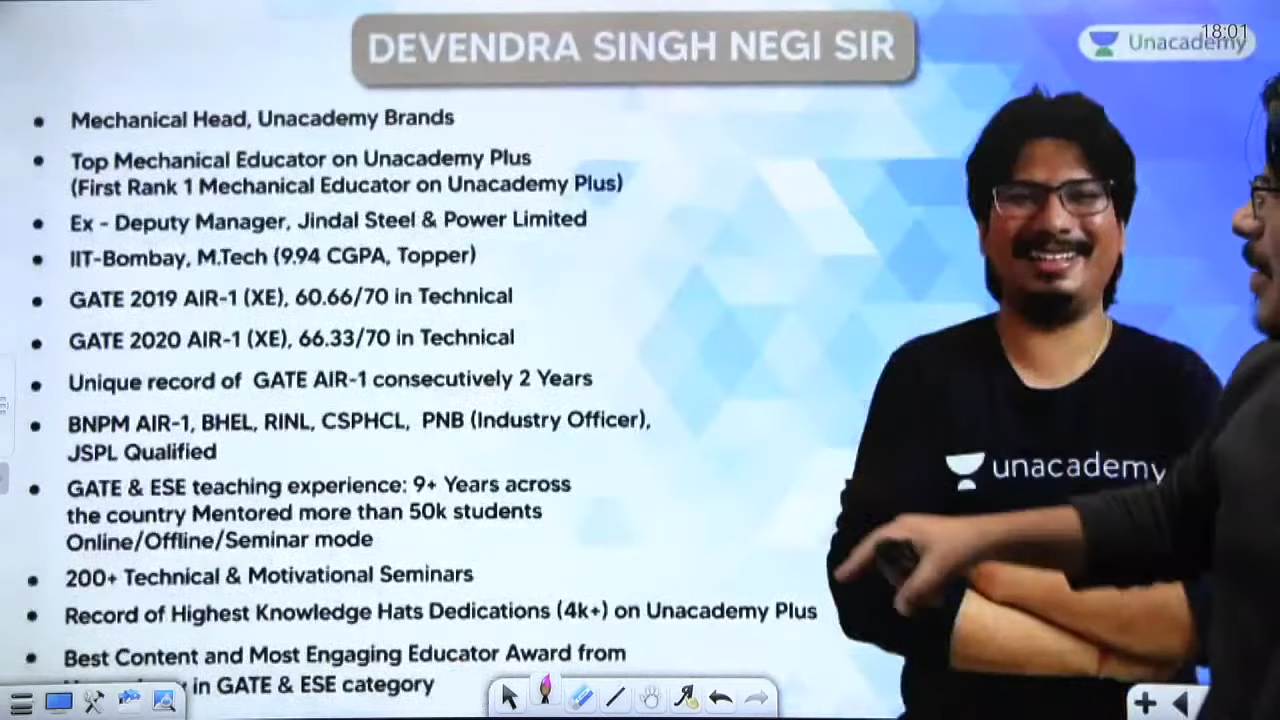 DEVENDRA SINGH NEGI SIR
18:01
Unacademy
• Mechanical Head, Unacademy Brands
• Top Mechanical Educator on Unacademy Plus
(First Rank 1 Mechanical Educator on Unacademy Plus)
• Ex - Deputy Manager, Jindal Steel & Power Limited
• IIT-Bombay, M.Tech (9.94 CGPA, Topper)
• GATE 2019 AIR-1 (XE), 60.66/70 in Technical
• GATE 2020 AIR-1 (XE), 66.33/70 in Technical
• Unique record of GATE AIR-1 consecutively 2 Years
• BNPM AIR-1, BHEL, RINL, CSPHCL, PNB (Industry Officer),
JSPL Qualified
• GATE & ESE teaching experience: 9+ Years across
the country Mentored more than 50k students
Online/Offline/Seminar mode
• 200+ Technical & Motivational Seminars
• Record of Highest Knowledge Hats Dedications (4k+) on Unacademy Plus
• Best Content and Most Engaging Educator Award from
in GATE & ESE category
unacademy